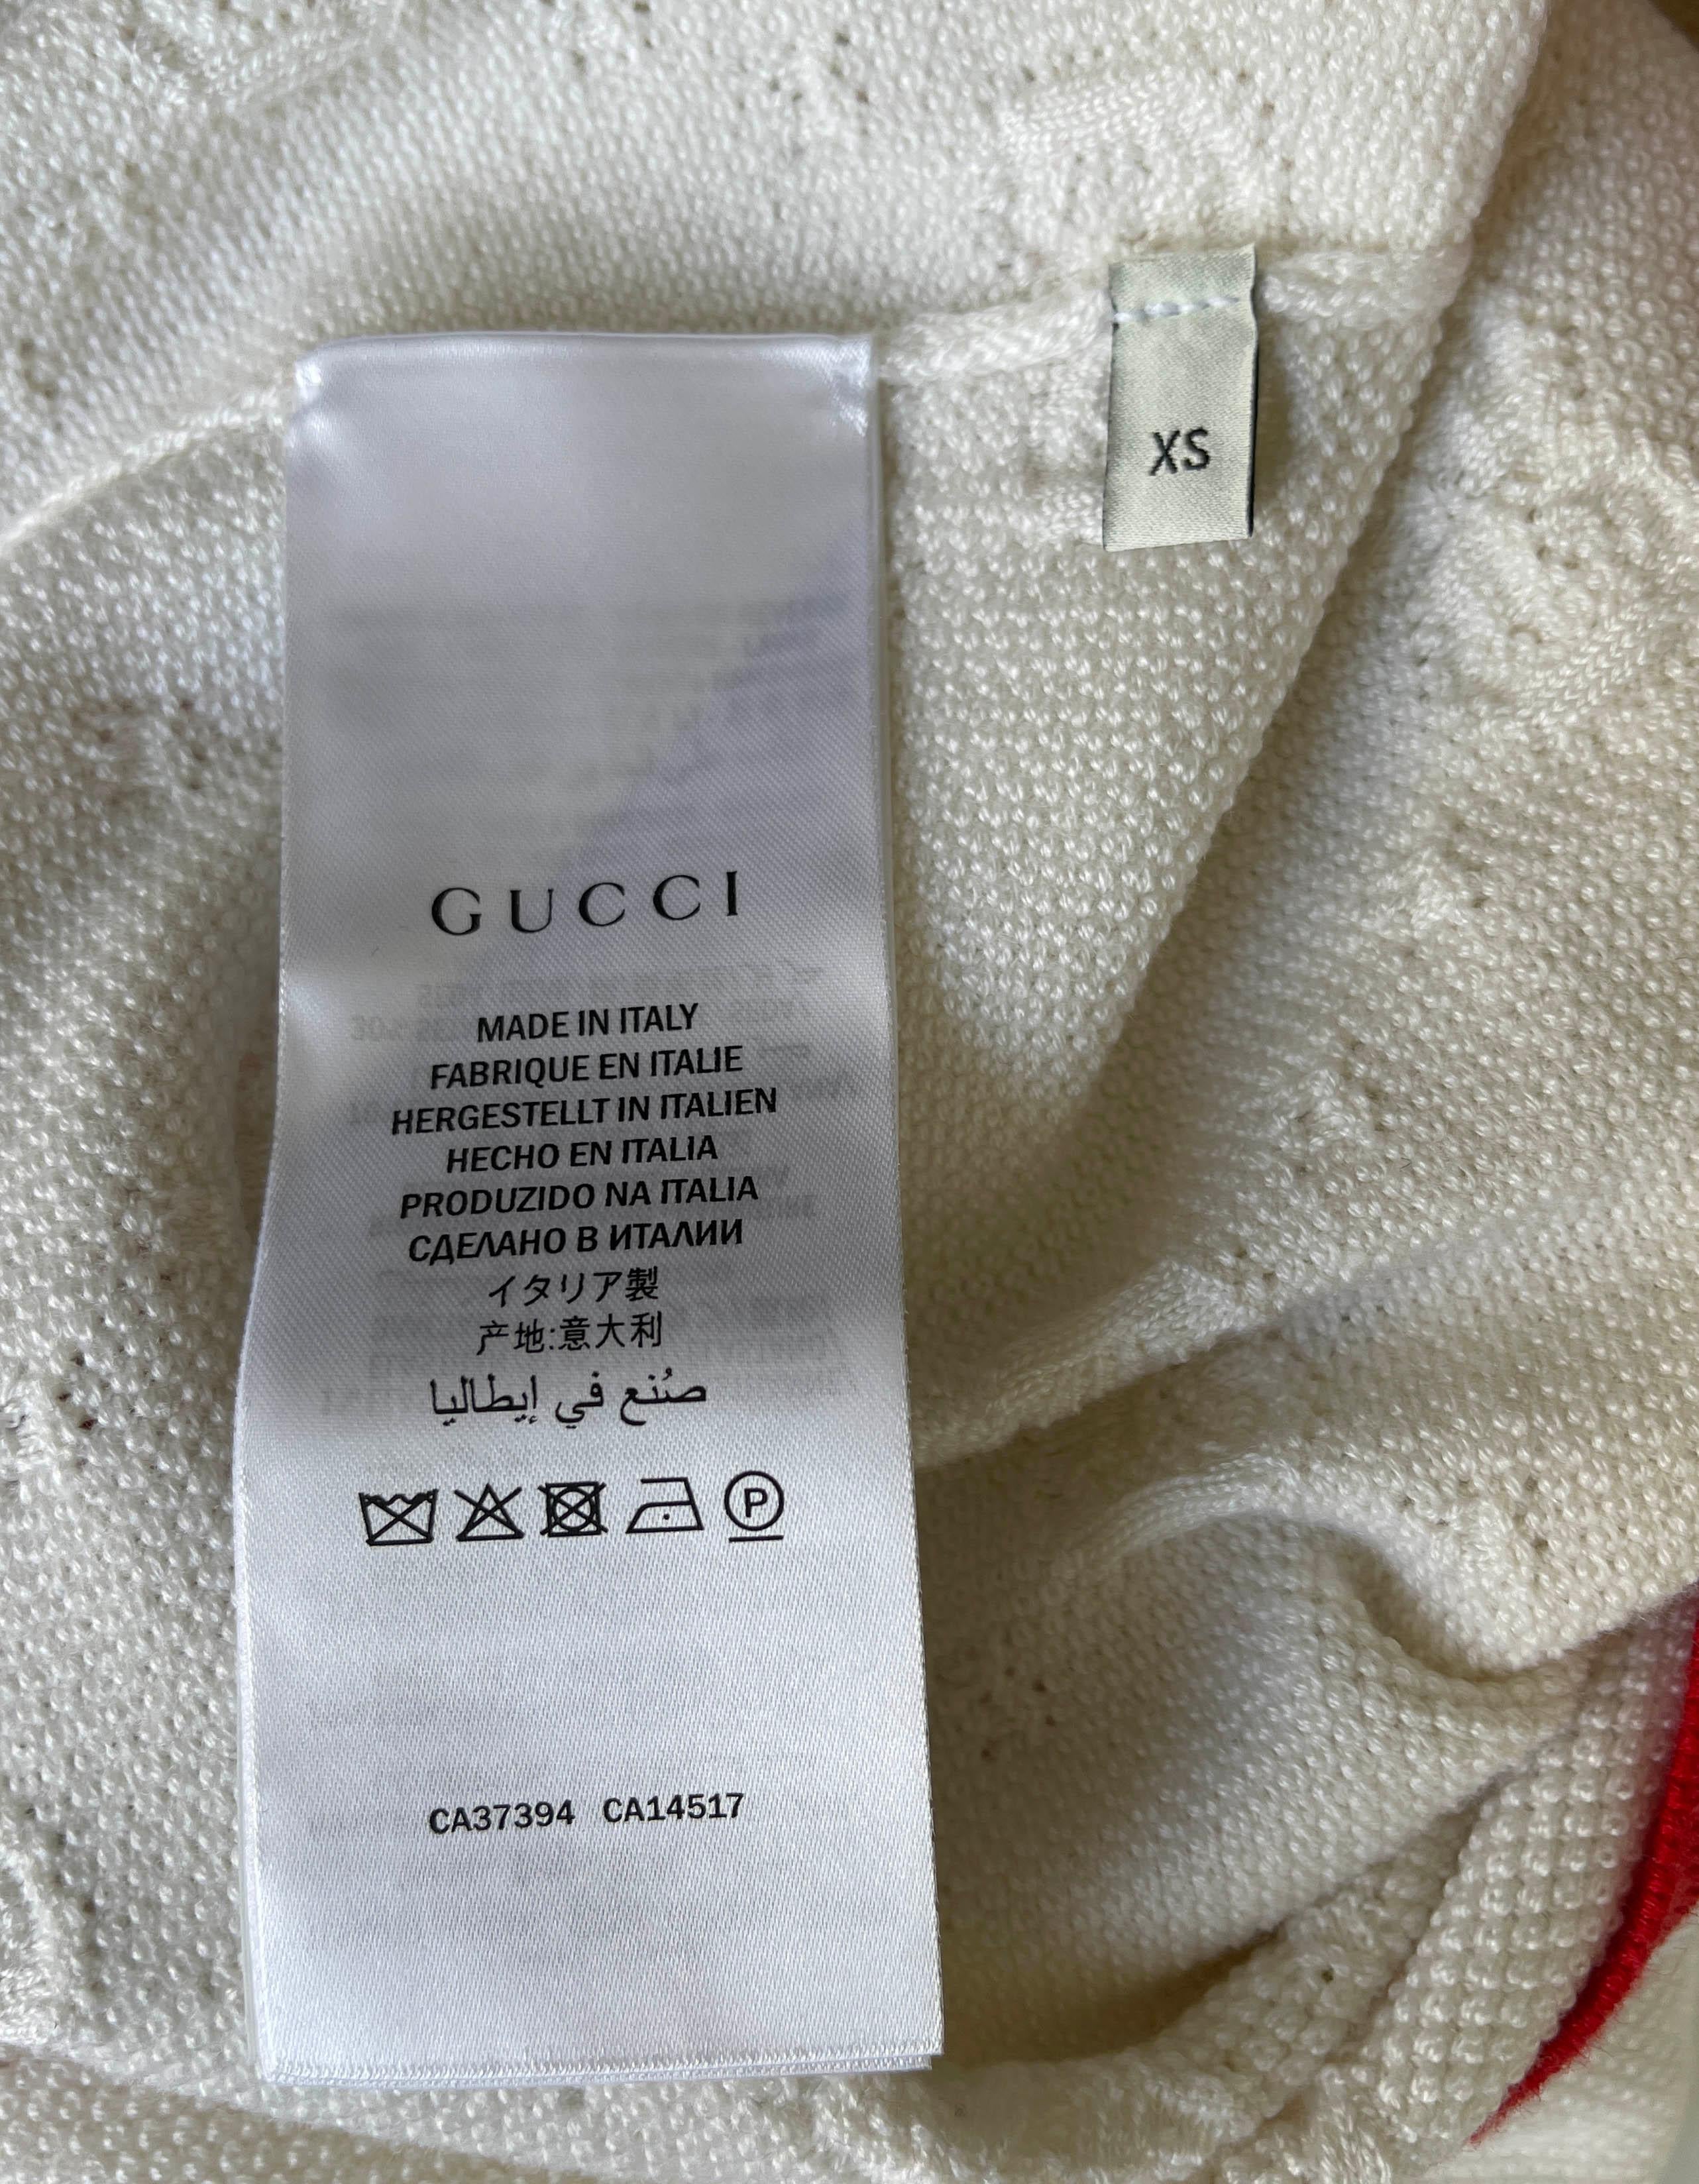 XS
GUCCI
MADE IN ITALY
FABRIQUE EN ITALIE
HERGESTELLT IN ITALIEN
HECHO EN ITALIA
PRODUZIDO NA ITALIA
СДЕЛАНО В ИТАЛИИ
イタリア製
产地:意大利
صُنع في إيطاليا
P
CA37394 CA14517